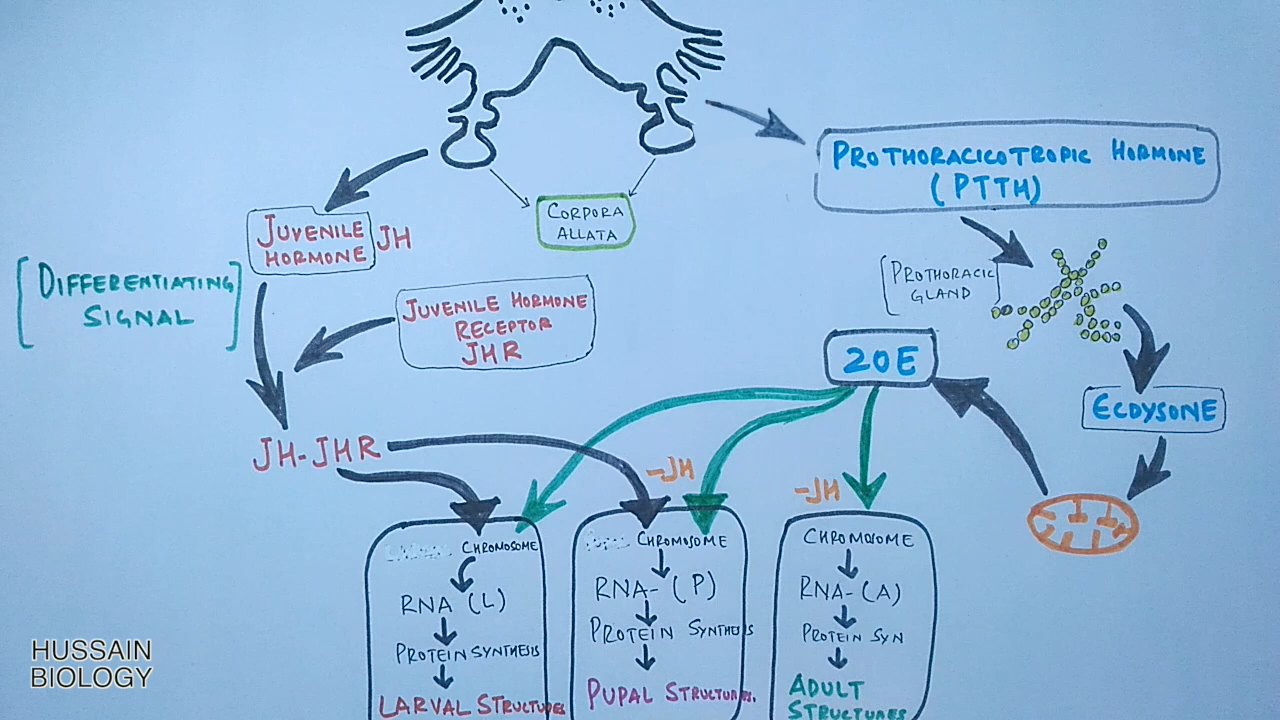 PROTHORACICOTROPIC HORMONE
(PTTH)
CORPORA
ALLATA
JUVENILE
HORMONE
JH
[DIFFERENTIATING
SIGNAL]
JUVENILE HORMONE
RECEPTOR
JHR
[PROTHORACIC
GLAND]
20E
ECDYSONE
JH-JHR
-JH
-JH
CHRONOSOME
RNA (L)
PROTEIN SYNTHESIS
LARVAL STRUCTURES
CHROMOSOME
RNA- (P)
PROTEIN SYNTHESIS
PUPAL STRUCTURES.
CHROMOSOME
RNA- (A)
PROTEIN SYN
ADULT
STRUCTURES
HUSSAIN
BIOLOGY